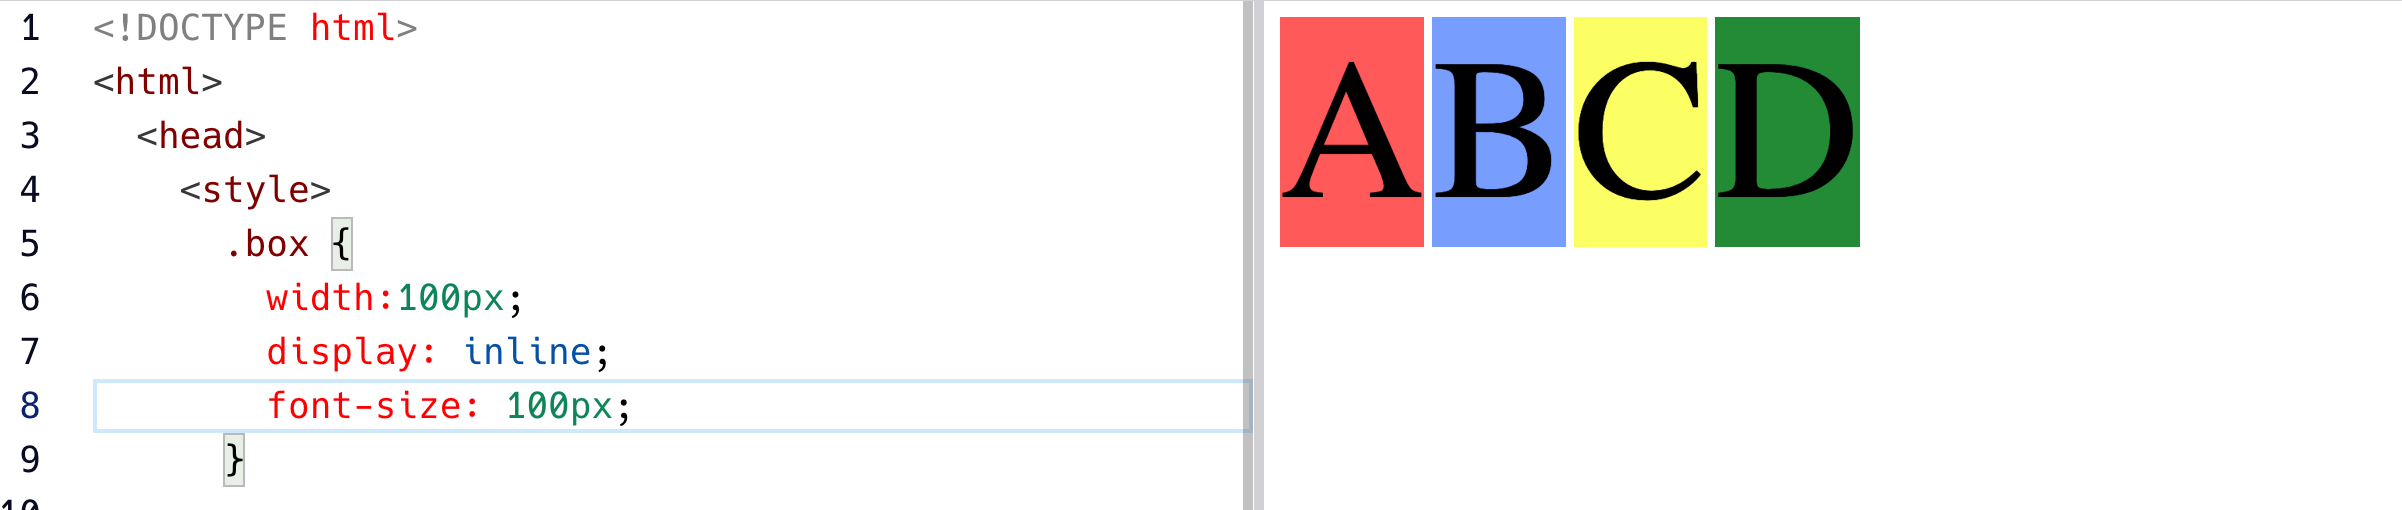 1 <!DOCTYPE html>
2 <html>
3 <head>
4 <style>
5 .box {
6 width:100px;
7 display: inline;
8 font-size: 100px;
9 }
10
A B C D